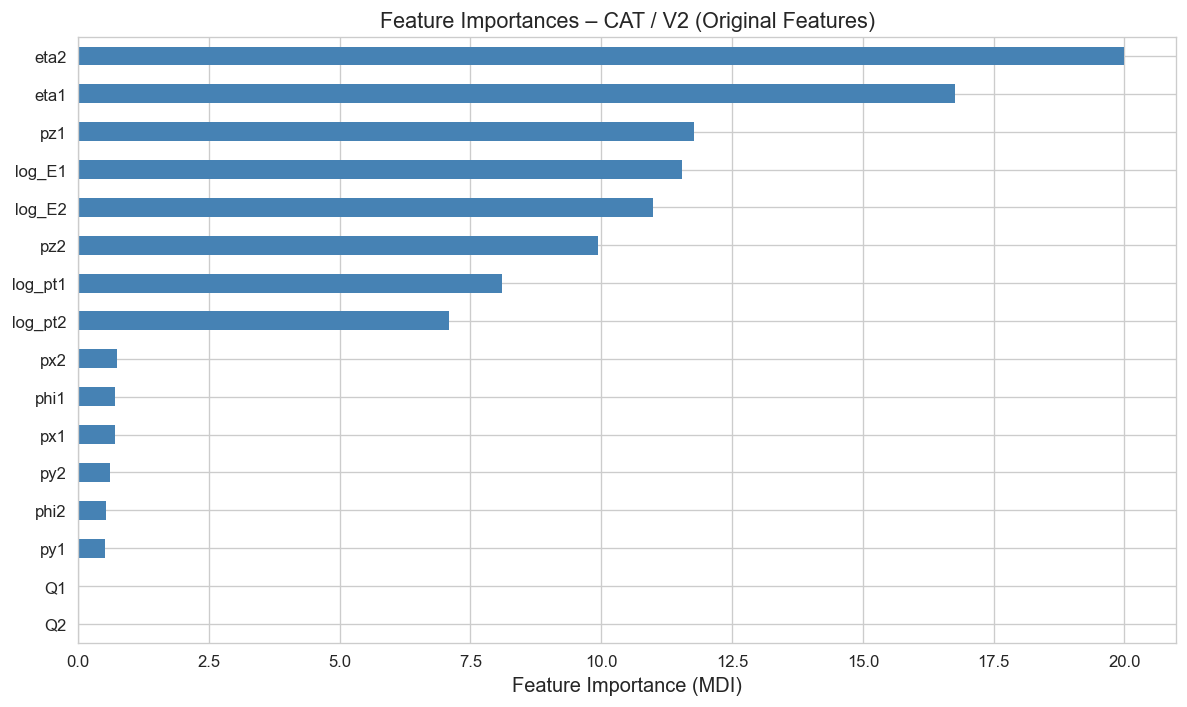 Feature Importances – CAT / V2 (Original Features)
eta2
eta1
pz1
log_E1
log_E2
pz2
log_pt1
log_pt2
px2
phi1
px1
py2
phi2
py1
Q1
Q2
0.0 2.5 5.0 7.5 10.0 12.5 15.0 17.5 20.0
Feature Importance (MDI)